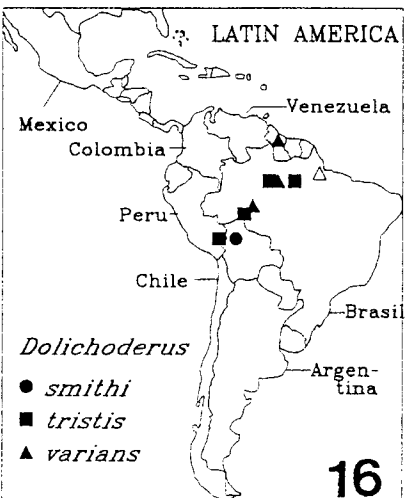 LATIN AMERICA
Mexico
Venezuela
Colombia
Peru
Chile
Brasil
Argen-
tina
Dolichoderus
smithi
tristis
varians
16